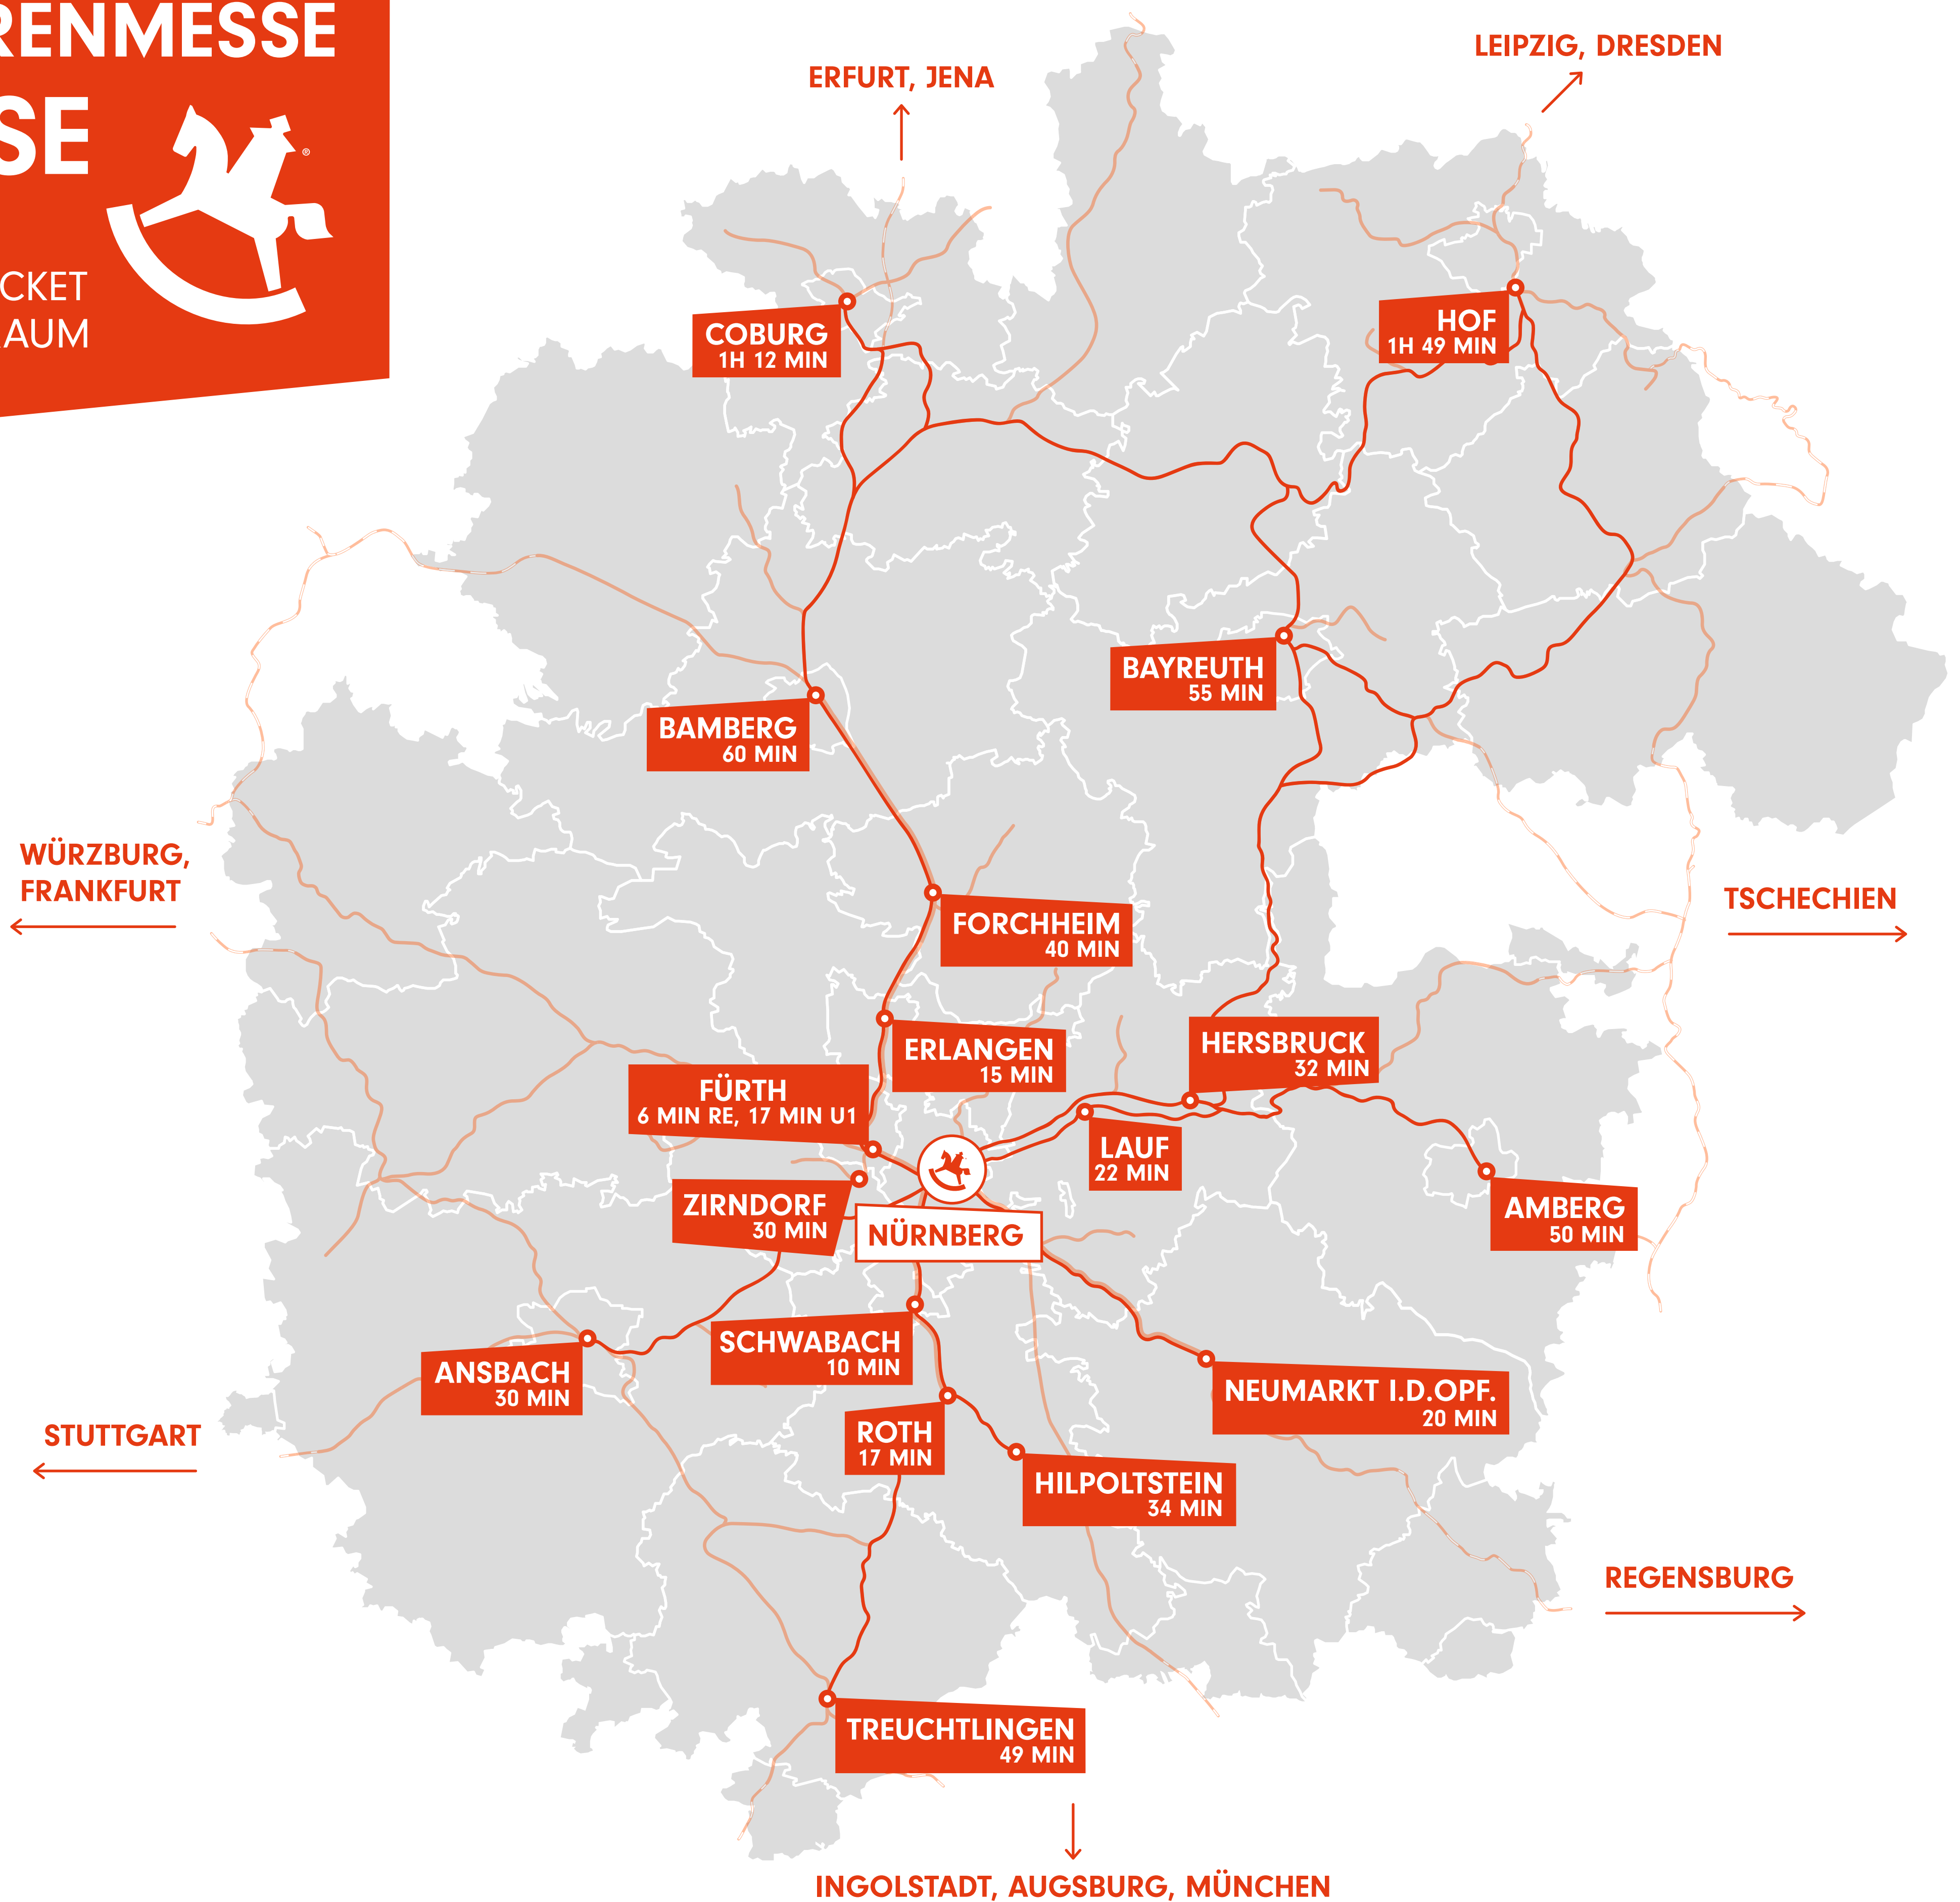 RENMESSE
SE
®
CKET
AUM
ERFURT, JENA
LEIPZIG, DRESDEN
COBURG
1H 12 MIN
HOF
1H 49 MIN
BAYREUTH
55 MIN
BAMBERG
60 MIN
WÜRZBURG,
FRANKFURT
TSCHECHIEN
FORCHHEIM
40 MIN
ERLANGEN
15 MIN
HERSBRUCK
32 MIN
FÜRTH
6 MIN RE, 17 MIN U1
LAUF
22 MIN
ZIRNDORF
30 MIN
NÜRNBERG
AMBERG
50 MIN
SCHWABACH
10 MIN
ANSBACH
30 MIN
NEUMARKT I.D.OPF.
20 MIN
STUTTGART
ROTH
17 MIN
HILPOLTSTEIN
34 MIN
REGENSBURG
TREUCHTLINGEN
49 MIN
INGOLSTADT, AUGSBURG, MÜNCHEN